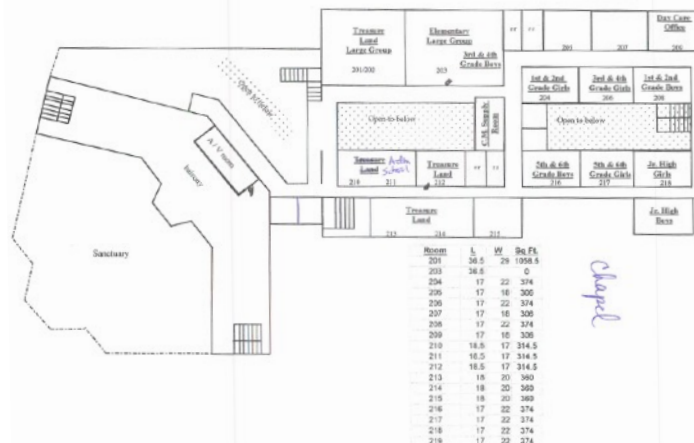 Treasure
Land
Large Group
201/200
Elementary
Large Group
3rd & 4th
Grade Boys
203
Day Care
Office
1st & 2nd
Grade Girls
204
3rd & 4th
Grade Girls
206
1st & 2nd
Grade Boys
208
Open to below
Open to below
C.M. Supply
Room
Open to below
A / V room
balcony
Sanctuary
Treasure
Land
School
210 211
Treasure
Land
212
5th & 6th
Grade Boys
216
5th & 6th
Grade Girls
217
Jr. High
Girls
218
Treasure
Land
213 214 215
Jr. High
Boys
Chapel
Room L W Sq Ft.
201 36.5 29 1058.5
203 36.5 0
204 17 22 374
205 17 18 306
206 17 22 374
207 17 18 306
208 17 22 374
209 17 18 306
210 18.5 17 314.5
211 18.5 17 314.5
212 18.5 17 314.5
213 18 20 360
214 18 20 360
215 18 20 360
216 17 22 374
217 17 22 374
218 17 22 374
219 17 22 374